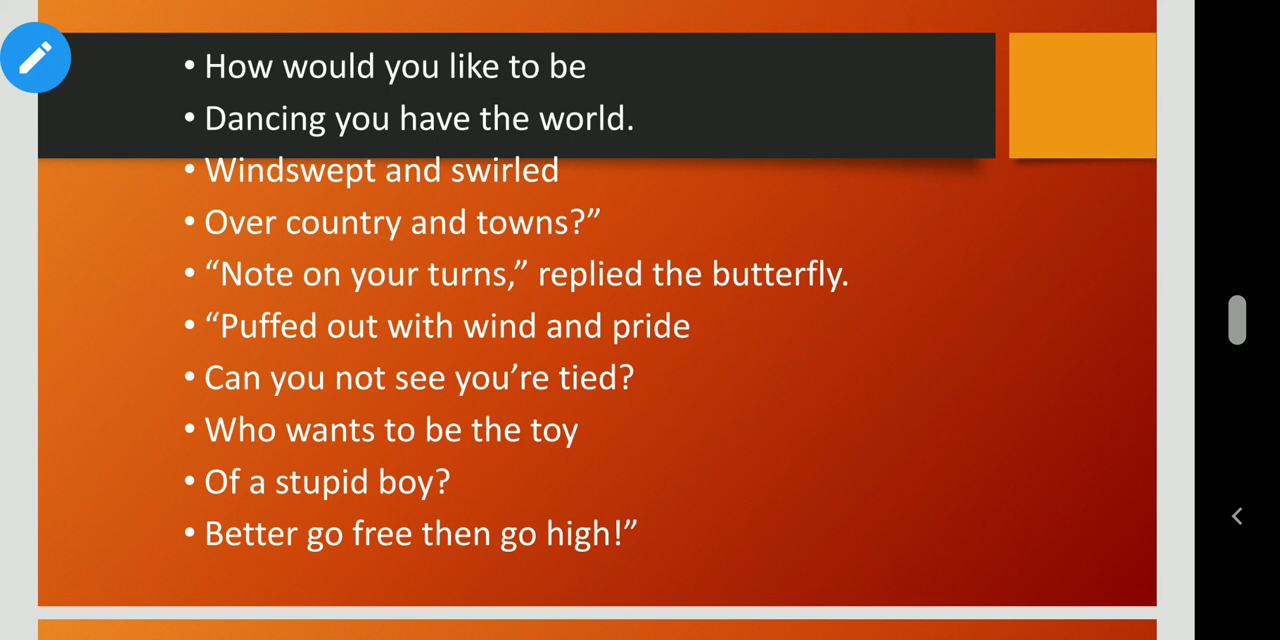 • How would you like to be
• Dancing you have the world.
• Windswept and swirled
• Over country and towns?”
• “Note on your turns,” replied the butterfly.
• “Puffed out with wind and pride
• Can you not see you’re tied?
• Who wants to be the toy
• Of a stupid boy?
• Better go free then go high!”